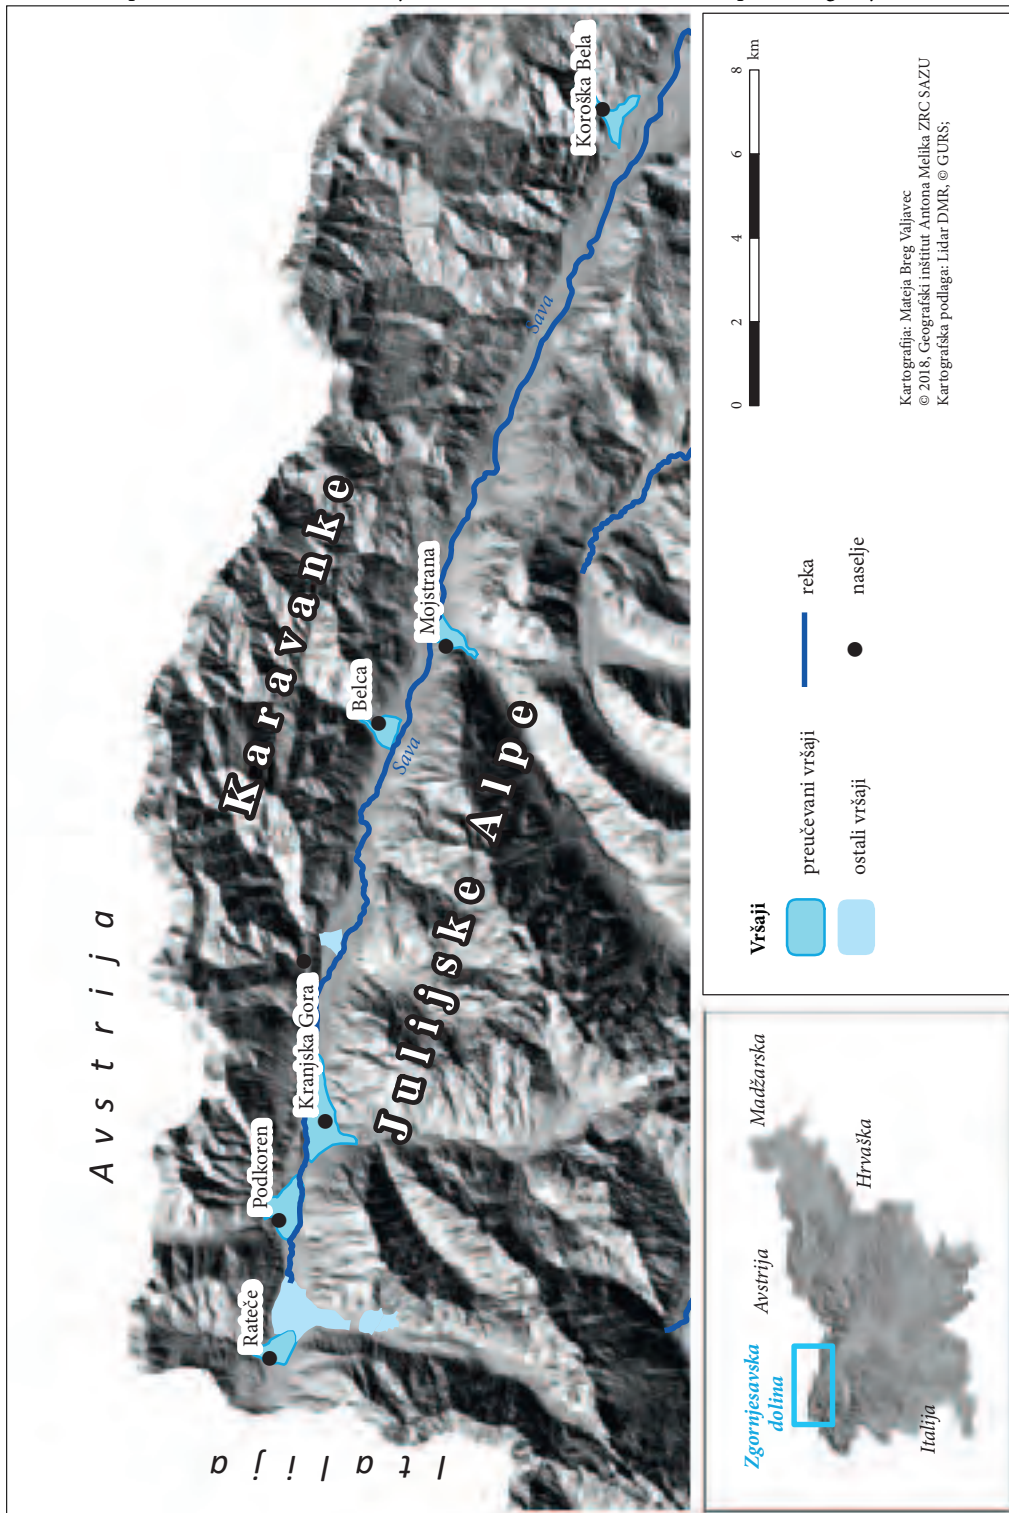 Avstrija
Italija
Karavanke
Julijske Alpe
Rateče
Podkoren
Kranjska Gora
Belca
Mojstrana
Koroška Bela
Sava
Sava
Zgornjesavska
dolina
Avstrija
Madžarska
Hrvaška
Italija
Vršaji
preučevani vršaji
ostali vršaji
reka
naselje
0 2 4 6 8
km
Kartografija: Mateja Breg Valjavec
© 2018, Geografski inštitut Antona Melika ZRC SAZU
Kartografska podlaga: Lidar DMR, © GURS;